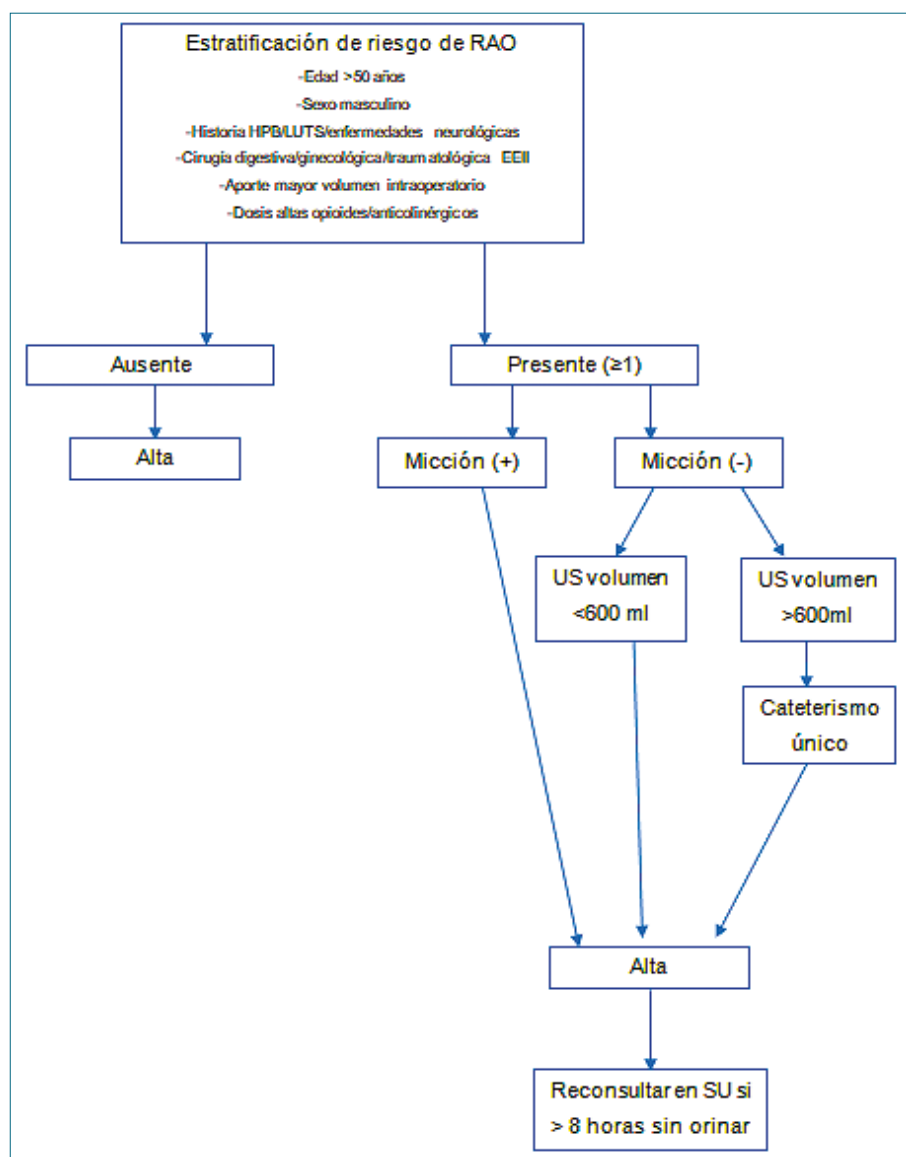 Estratificación de riesgo de RAO
-Edad >50 años
-Sexo masculino
-Historia HPB/LUTS/enfermedades neurológicas
-Cirugía digestiva/ginecológica/traumatológica EEII
-Aporte mayor volumen intraoperatorio
-Dosis altas opioides/anticolinérgicos
Ausente
Presente (≥1)
Alta
Micción (+)
Micción (-)
US volumen
<600 ml
US volumen
>600ml
Cateterismo
único
Alta
Reconsultar en SU si
> 8 horas sin orinar